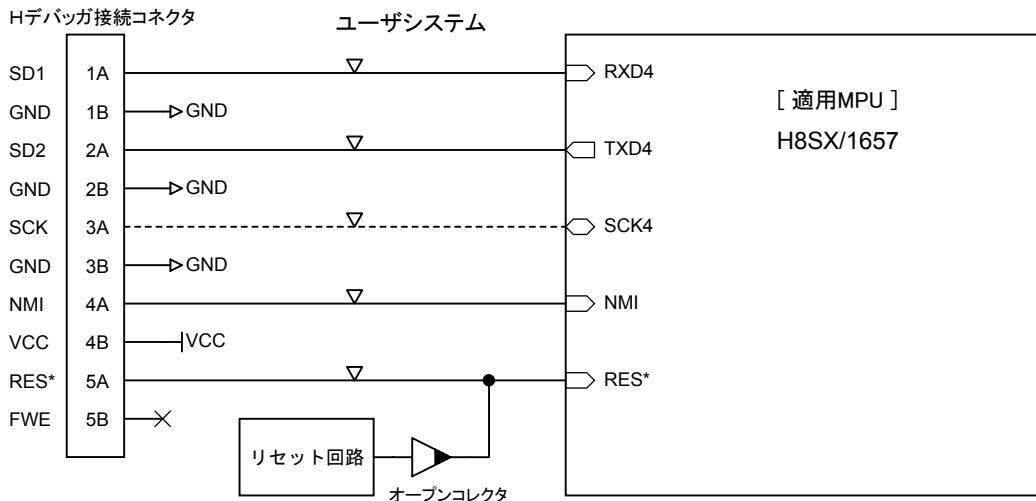 Hデバッガ接続コネクタ
ユーザシステム
SD1 1A RXD4
GND 1B GND
[ 適用MPU ]
H8SX/1657
SD2 2A TXD4
GND 2B GND
SCK 3A SCK4
GND 3B GND
NMI 4A NMI
VCC 4B VCC
RES* 5A RES*
FWE 5B
リセット回路
オープンコレクタ